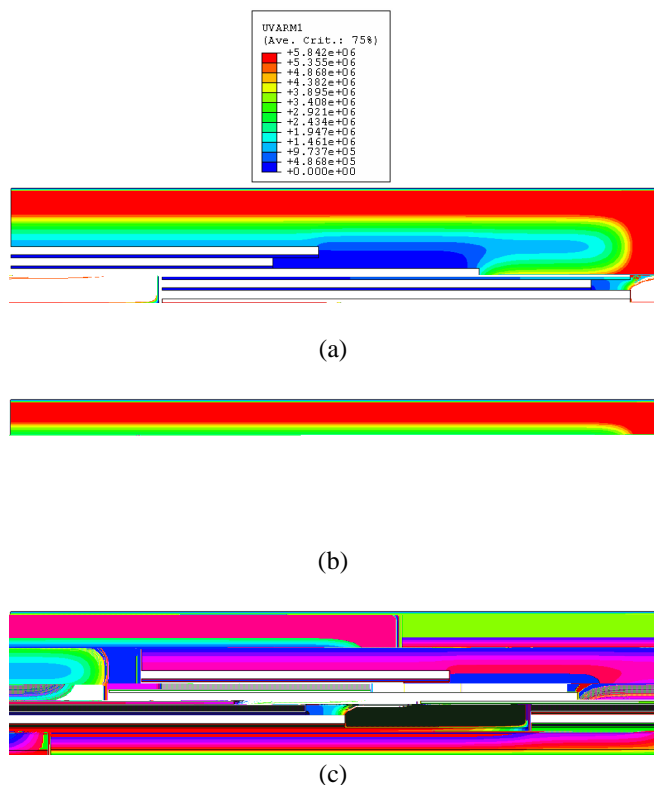 UVARM1
(Ave. Crit.: 75%)
+5.842e+06
+5.355e+06
+4.868e+06
+4.382e+06
+3.895e+06
+3.408e+06
+2.921e+06
+2.434e+06
+1.947e+06
+1.461e+06
+9.737e+05
+4.868e+05
+0.000e+00
(a)
(b)
(c)